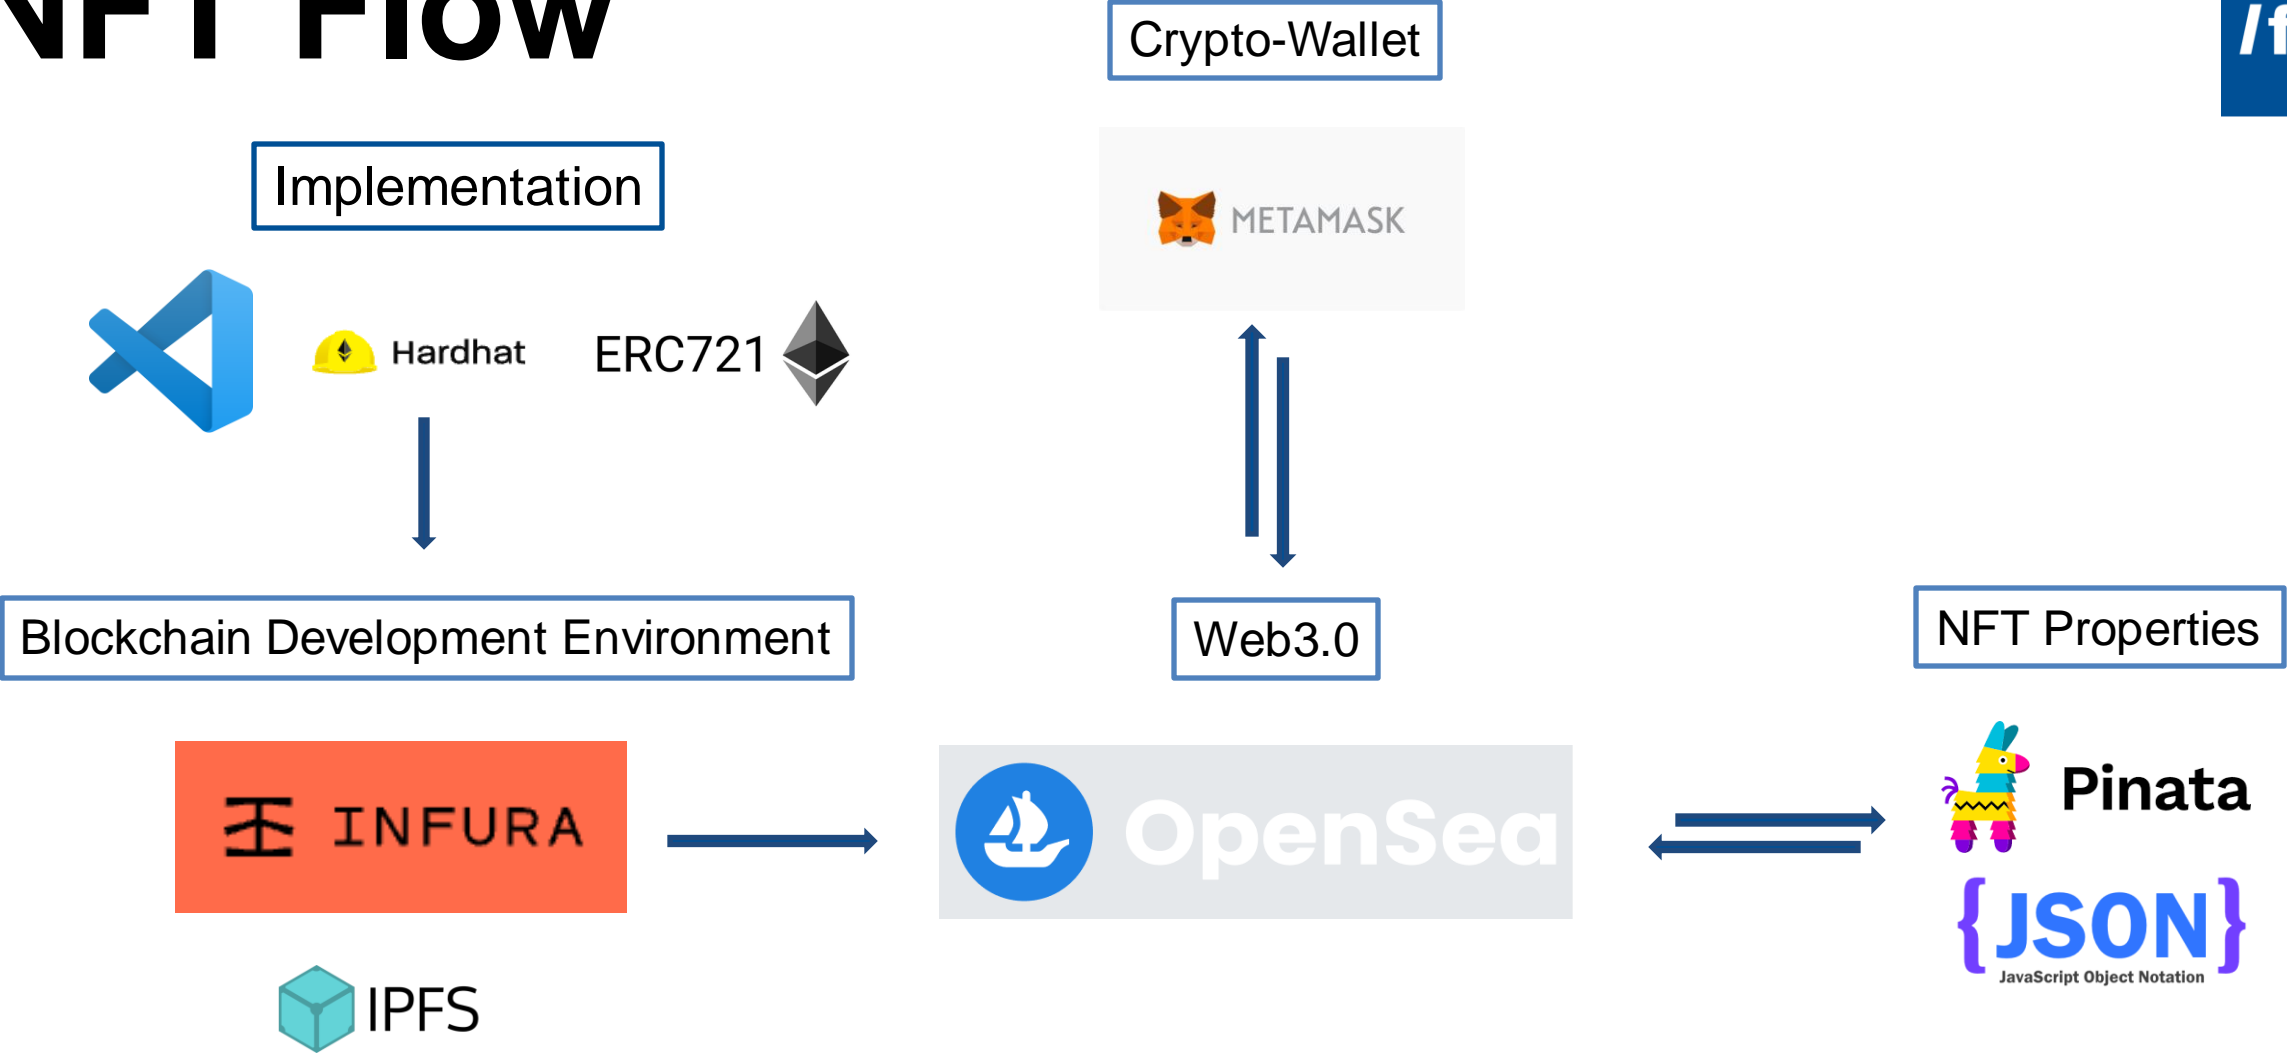 NFT Flow
Crypto-Wallet
/f
Implementation
METAMASK
Hardhat
ERC721
Blockchain Development Environment
Web3.0
NFT Properties
INFURA
OpenSea
Pinata
{JSON}
JavaScript Object Notation
IPFS